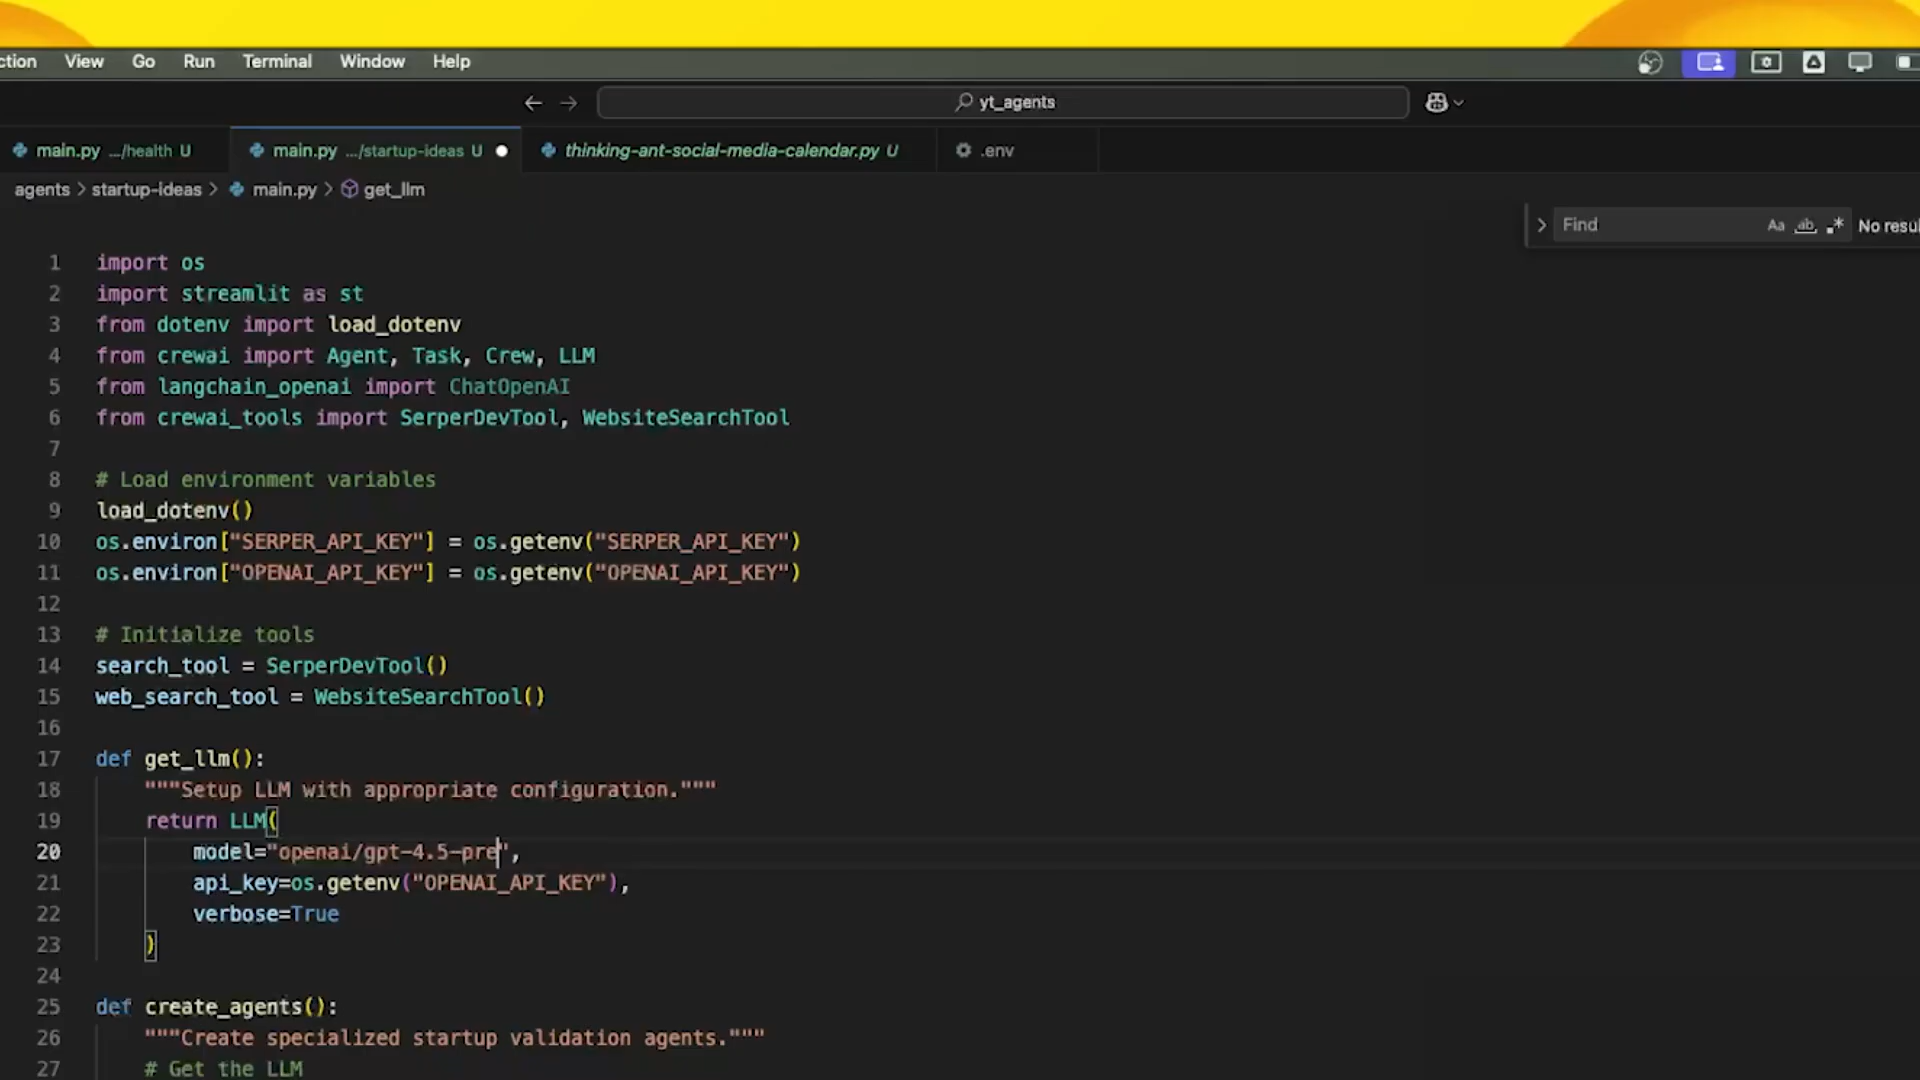 ction View Go Run Terminal Window Help
yt_agents
main.py .../health U main.py .../startup-ideas U thinking-ant-social-media-calendar.py U .env
agents > startup-ideas > main.py > get_llm
Find Aa ab .* No resul
1 import os
2 import streamlit as st
3 from dotenv import load_dotenv
4 from crewai import Agent, Task, Crew, LLM
5 from langchain_openai import ChatOpenAI
6 from crewai_tools import SerperDevTool, WebsiteSearchTool
7
8 # Load environment variables
9 load_dotenv()
10 os.environ["SERPER_API_KEY"] = os.getenv("SERPER_API_KEY")
11 os.environ["OPENAI_API_KEY"] = os.getenv("OPENAI_API_KEY")
12
13 # Initialize tools
14 search_tool = SerperDevTool()
15 web_search_tool = WebsiteSearchTool()
16
17 def get_llm():
18 """Setup LLM with appropriate configuration."""
19 return LLM(
20 model="openai/gpt-4.5-pre",
21 api_key=os.getenv("OPENAI_API_KEY"),
22 verbose=True
23 )
24
25 def create_agents():
26 """Create specialized startup validation agents."""
27 # Get the LLM